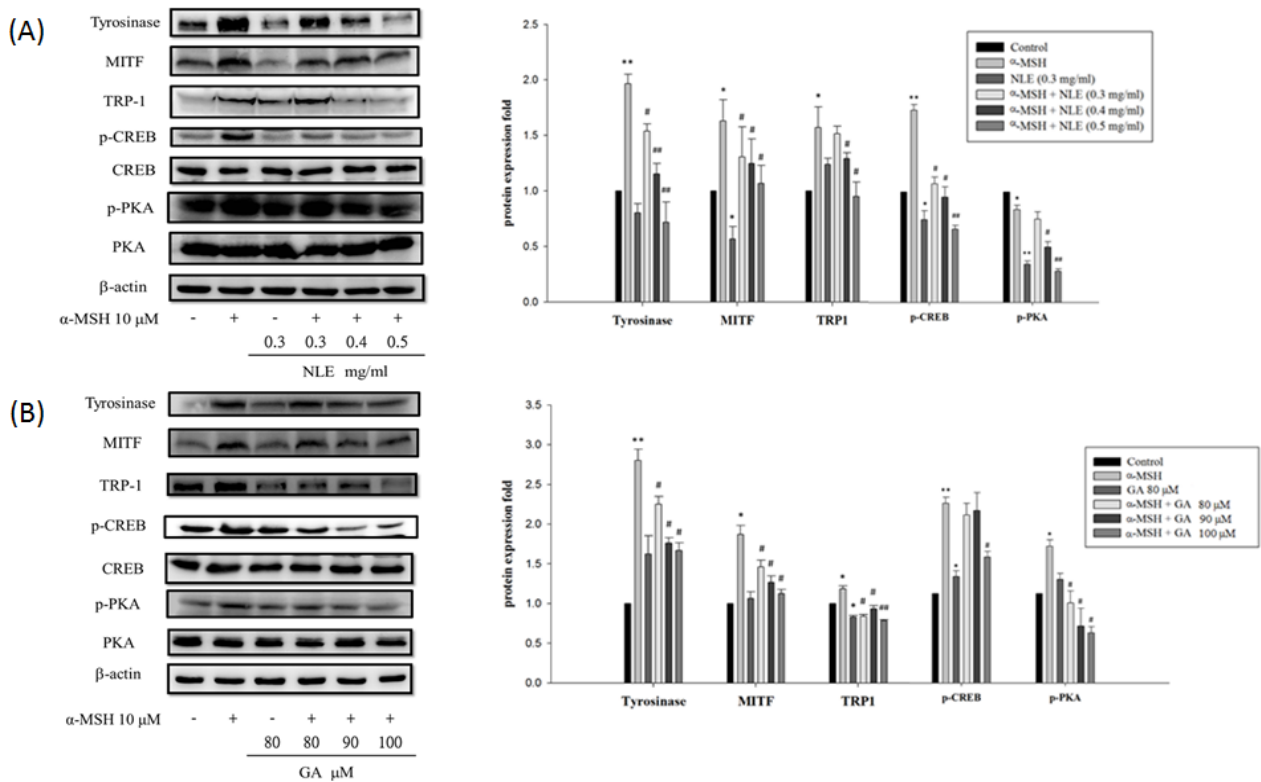 (A)
Tyrosinase
MITF
TRP-1
p-CREB
CREB
p-PKA
PKA
β-actin
α-MSH 10 μM - + - + + +
0.3 0.3 0.4 0.5
NLE mg/ml
protein expression fold
2.5
2.0
1.5
1.0
0.5
0.0
** # ## ##
* * # # #
* # #
** * # # ##
* ** # ##
Tyrosinase MITF TRP1 p-CREB p-PKA
Control
α-MSH
NLE (0.3 mg/ml)
α-MSH + NLE (0.3 mg/ml)
α-MSH + NLE (0.4 mg/ml)
α-MSH + NLE (0.5 mg/ml)
(B)
Tyrosinase
MITF
TRP-1
p-CREB
CREB
p-PKA
PKA
β-actin
α-MSH 10 μM - + - + + +
80 80 90 100
GA μM
protein expression fold
3.5
3.0
2.5
2.0
1.5
1.0
0.5
0.0
** # # #
* # # #
* * # # ##
** * #
* # # #
Tyrosinase MITF TRP1 p-CREB p-PKA
Control
α-MSH
GA 80 μM
α-MSH + GA 80 μM
α-MSH + GA 90 μM
α-MSH + GA 100 μM